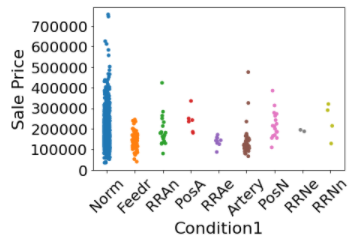 Sale Price
700000
600000
500000
400000
300000
200000
100000
0
Norm
Feedr
RRAn
PosA
RRAe
Artery
PosN
RRNe
RRNn
Condition1